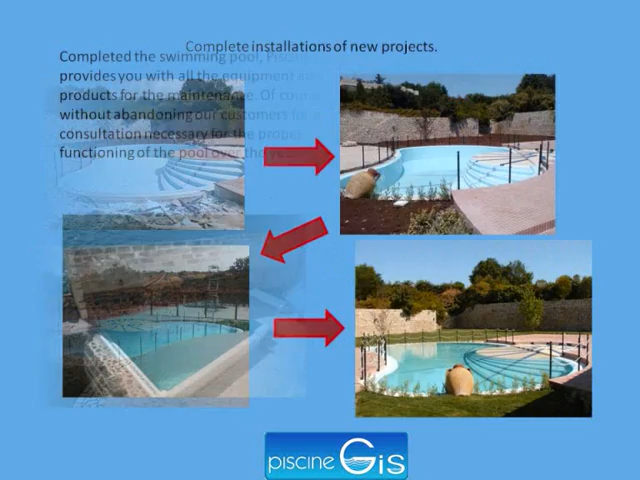 Complete installations of new projects.
Completed the swimming pool,
provides you with all the equipment
products for the maintenance. Of
without abandoning our customers
consultation necessary for the
functioning of the pool over the
piscine Gis